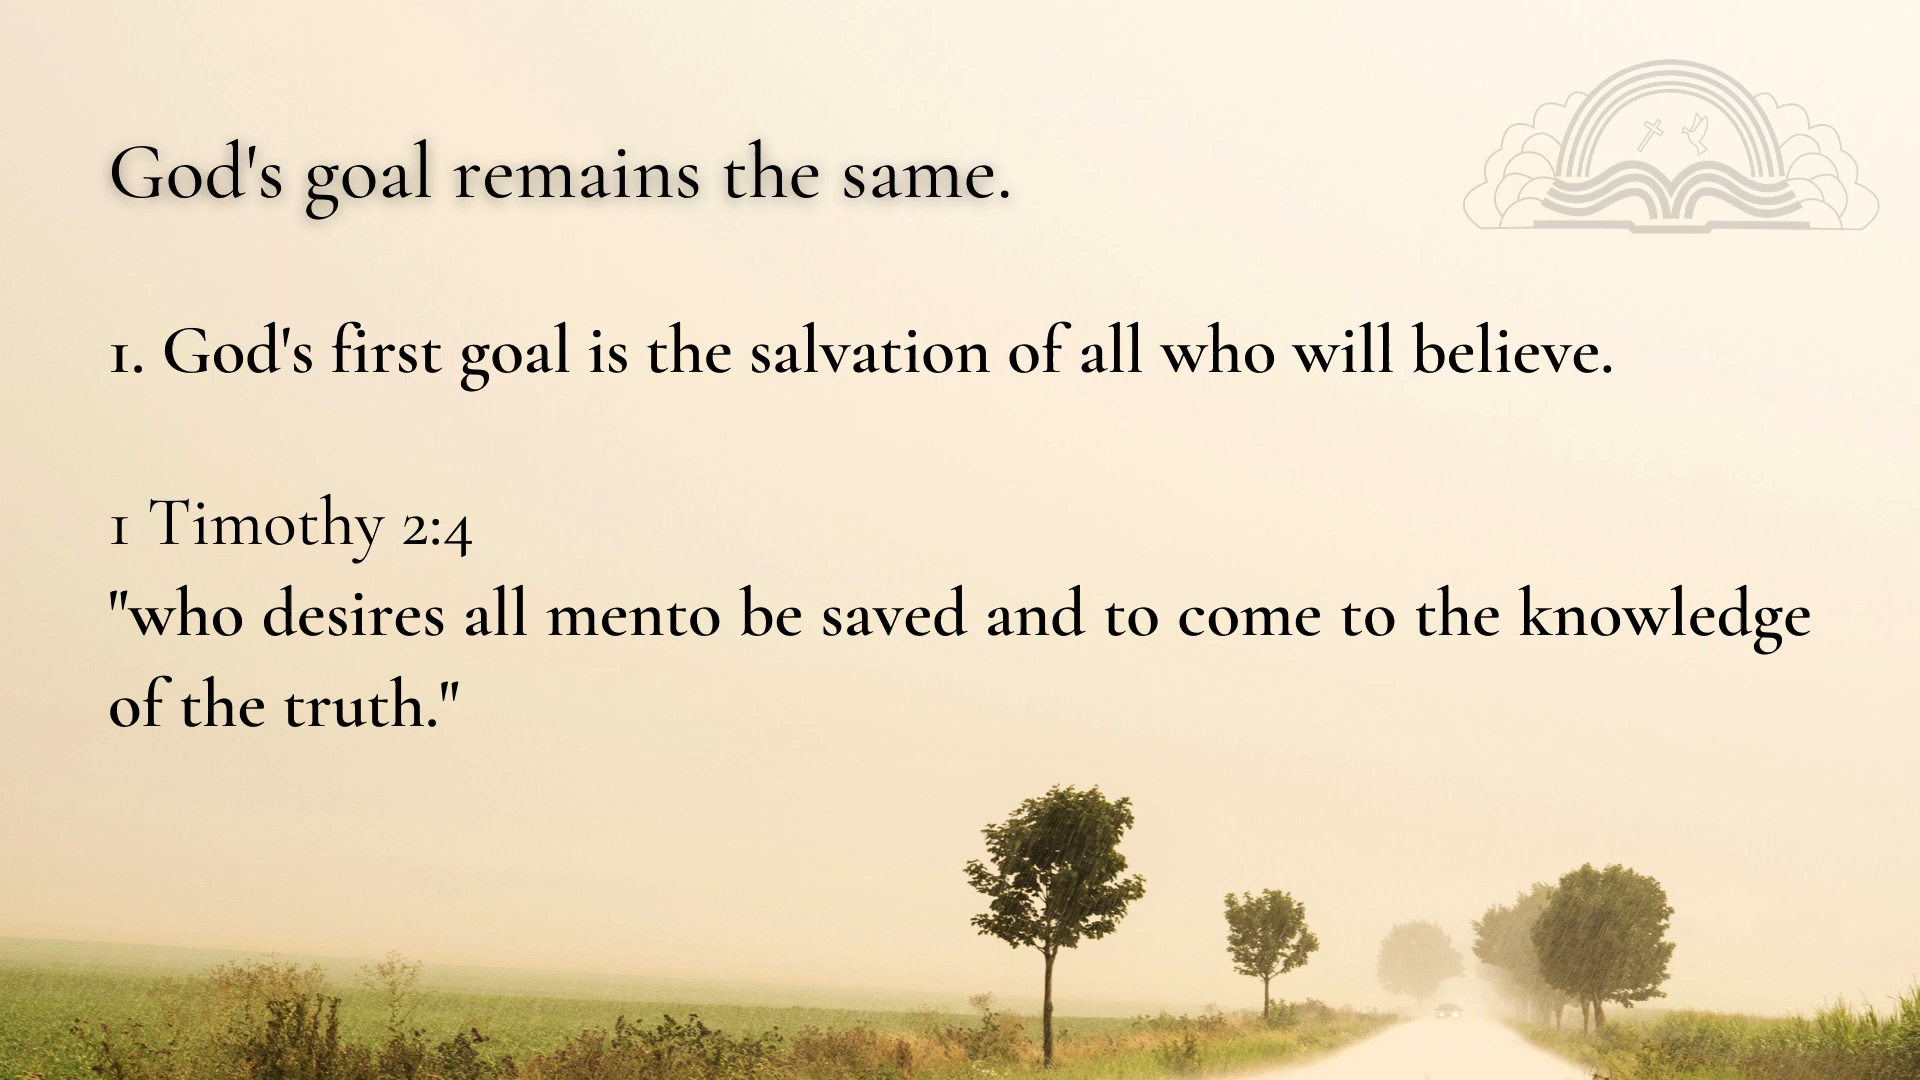 God's goal remains the same.
1. God's first goal is the salvation of all who will believe.
1 Timothy 2:4
"who desires all mento be saved and to come to the knowledge
of the truth."